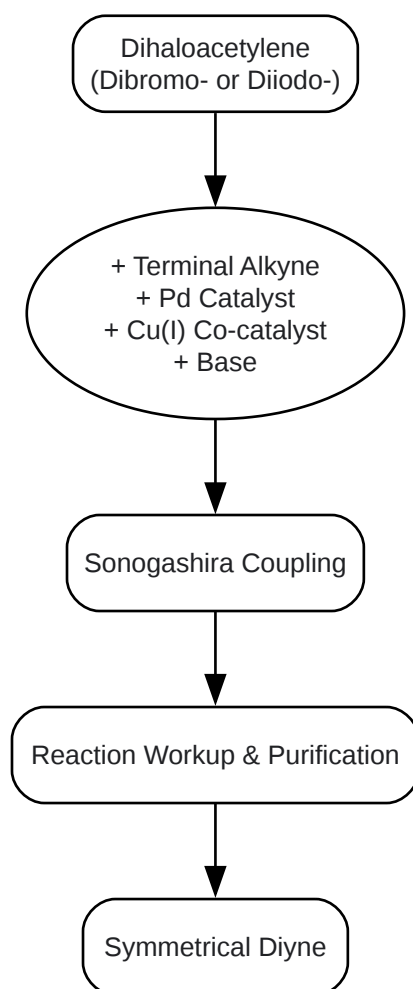 Dihaloacetylene
(Dibromo- or Diiodo-)
+ Terminal Alkyne
+ Pd Catalyst
+ Cu(I) Co-catalyst
+ Base
Sonogashira Coupling
Reaction Workup & Purification
Symmetrical Diyne